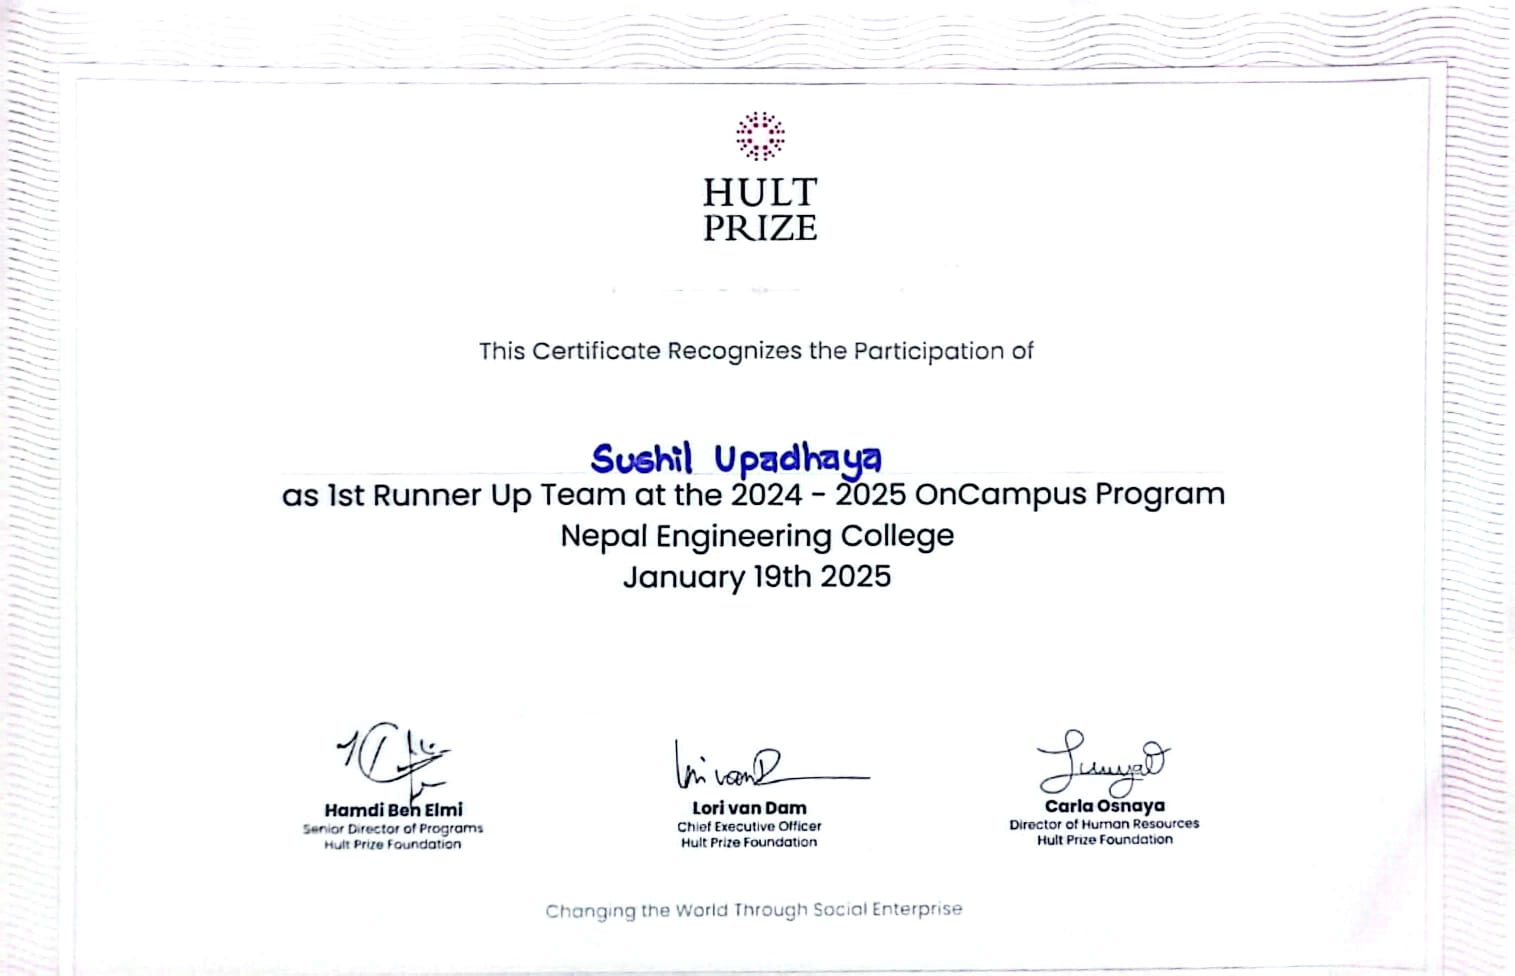 HULT
PRIZE
This Certificate Recognizes the Participation of
Sushil Upadhaya
as 1st Runner Up Team at the 2024 - 2025 OnCampus Program
Nepal Engineering College
January 19th 2025
Hamdi Ben Elmi
Senior Director of Programs
Hult Prize Foundation
Lori van Dam
Chief Executive Officer
Hult Prize Foundation
Carla Osnaya
Director of Human Resources
Hult Prize Foundation
Changing the World Through Social Enterprise